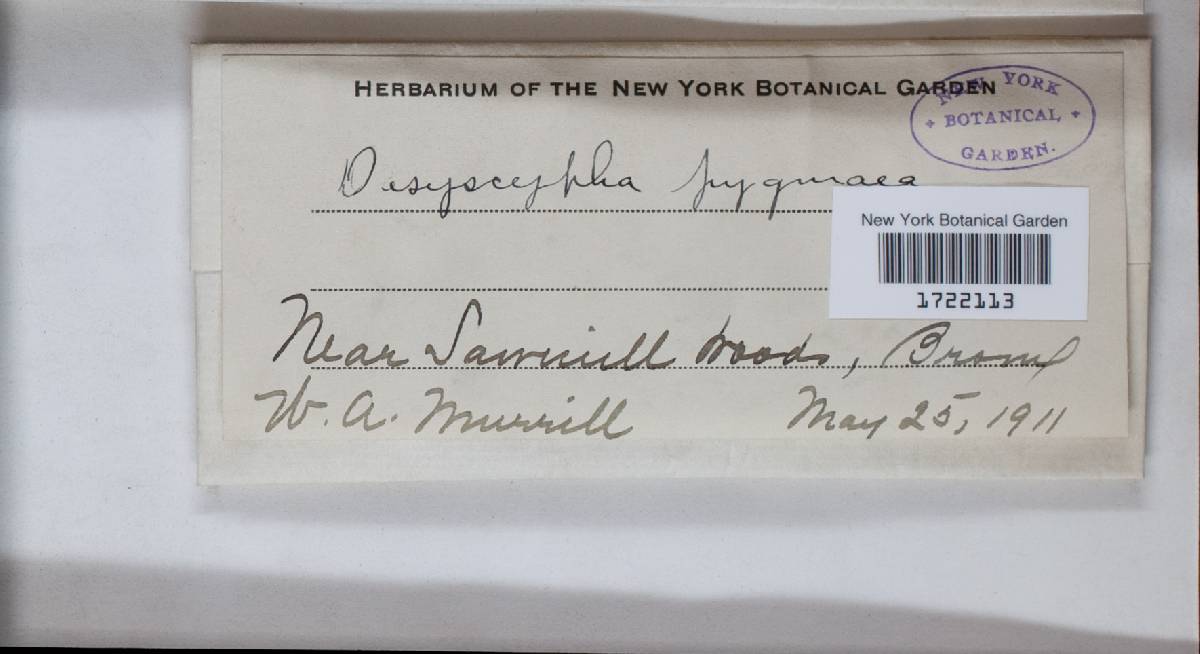 HERBARIUM OF THE NEW YORK BOTANICAL GARDEN
NEW YORK
BOTANICAL
GARDEN.
Dasyscypha pygmaea
New York Botanical Garden
1722113
Near Sawmill Woods, Bronx
W. A. Murrill May 25, 1911